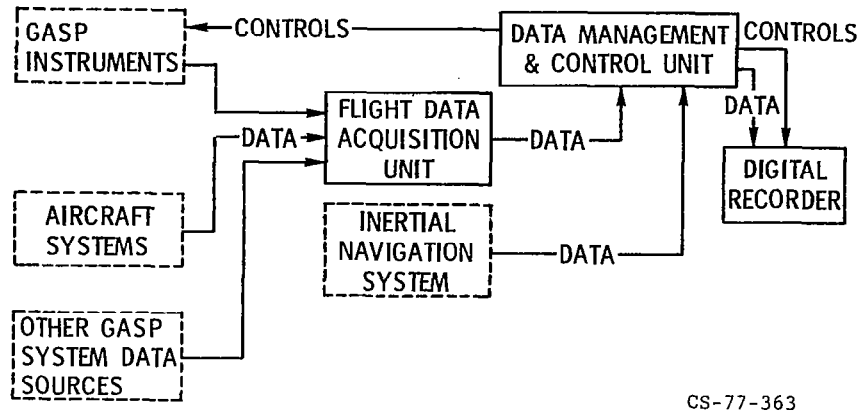 GASP
INSTRUMENTS
CONTROLS
DATA MANAGEMENT
& CONTROL UNIT
CONTROLS
DATA
FLIGHT DATA
ACQUISITION
UNIT
DATA
DATA
DIGITAL
RECORDER
AIRCRAFT
SYSTEMS
INERTIAL
NAVIGATION
SYSTEM
DATA
OTHER GASP
SYSTEM DATA
SOURCES
CS-77-363